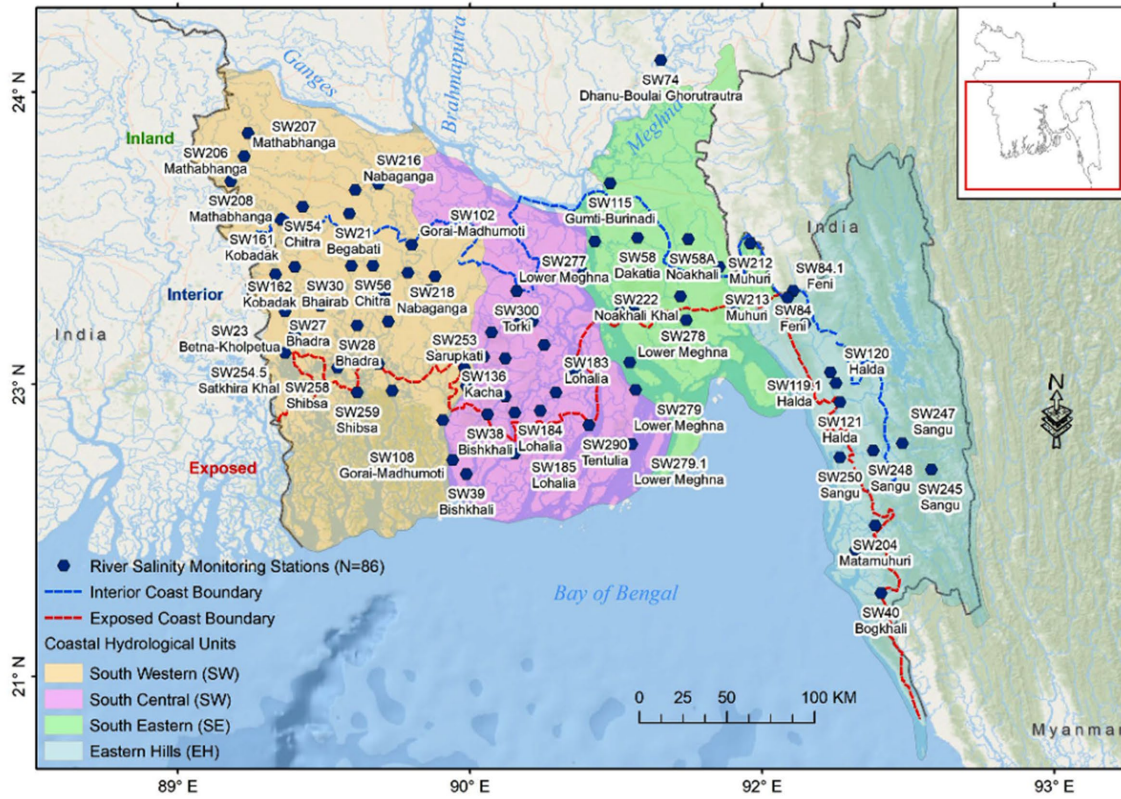 24° N
23° N
21° N
89° E
90° E
92° E
93° E
Ganges
Brahmaputra
Meghna
Inland
Interior
Exposed
India
India
Myanmar
Bay of Bengal
N
SW74
Dhanu-Boulai Ghorutrautra
SW207
Mathabhanga
SW206
Mathabhanga
SW216
Nabaganga
SW208
Mathabhanga
SW54
Chitra
SW102
Gorai-Madhumoti
SW115
Gumti-Burinadi
SW161
Kobadak
SW21
Begabati
SW277
Lower Meghna
SW58
Dakatia
SW58A
Noakhali
SW212
Muhuri
SW84.1
Feni
SW162
Kobadak
SW30
Bhairab
SW56
Chitra
SW218
Nabaganga
SW222
Noakhali Khal
SW213
Muhuri
SW84
Feni
SW23
Betna-Kholpetua
SW27
Bhadra
SW28
Bhadra
SW253
Sarupkati
SW300
Torki
SW278
Lower Meghna
SW254.5
Satkhira Khal
SW258
Shibsa
SW136
Kacha
SW183
Lohalia
SW120
Halda
SW119.1
Halda
SW259
Shibsa
SW38
Bishkhali
SW184
Lohalia
SW279
Lower Meghna
SW121
Halda
SW247
Sangu
SW108
Gorai-Madhumoti
SW290
Tentulia
SW279.1
Lower Meghna
SW250
Sangu
SW248
Sangu
SW245
Sangu
SW39
Bishkhali
SW185
Lohalia
SW204
Matamuhuri
SW40
Bogkhali
River Salinity Monitoring Stations (N=86)
Interior Coast Boundary
Exposed Coast Boundary
Coastal Hydrological Units
South Western (SW)
South Central (SW)
South Eastern (SE)
Eastern Hills (EH)
0 25 50 100 KM